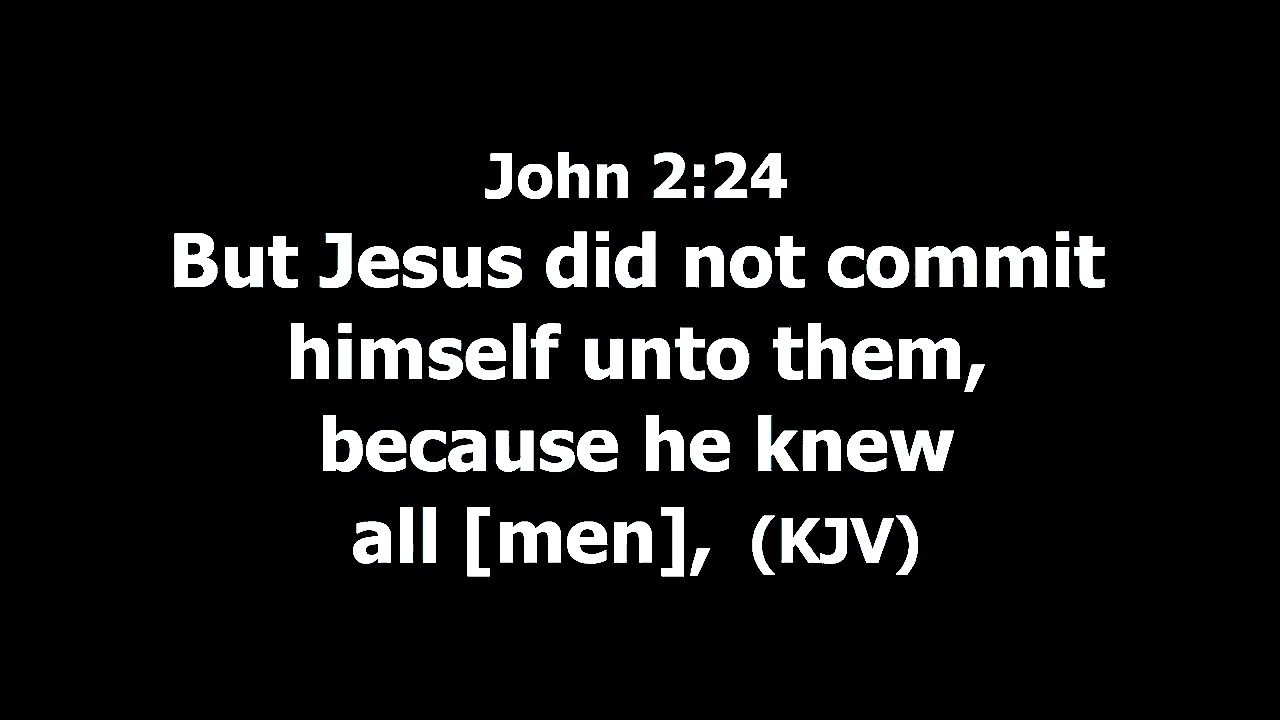 John 2:24
But Jesus did not commit
himself unto them,
because he knew
all [men], (KJV)